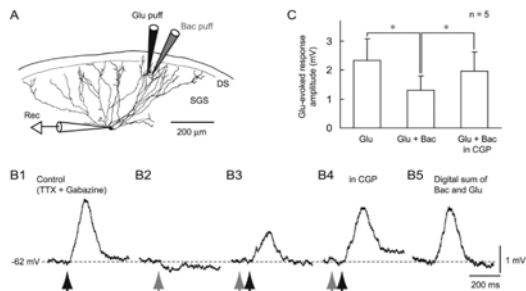 A
Glu puff
Bac puff
DS
SGS
Rec
200 µm
C
n = 5
Glu-evoked response
amplitude (mV)
4
3
2
1
0
*
*
Glu
Glu + Bac
Glu + Bac
in CGP
B1
Control
(TTX + Gabazine)
B2
B3
B4
in CGP
B5
Digital sum of
Bac and Glu
-62 mV
1 mV
200 ms